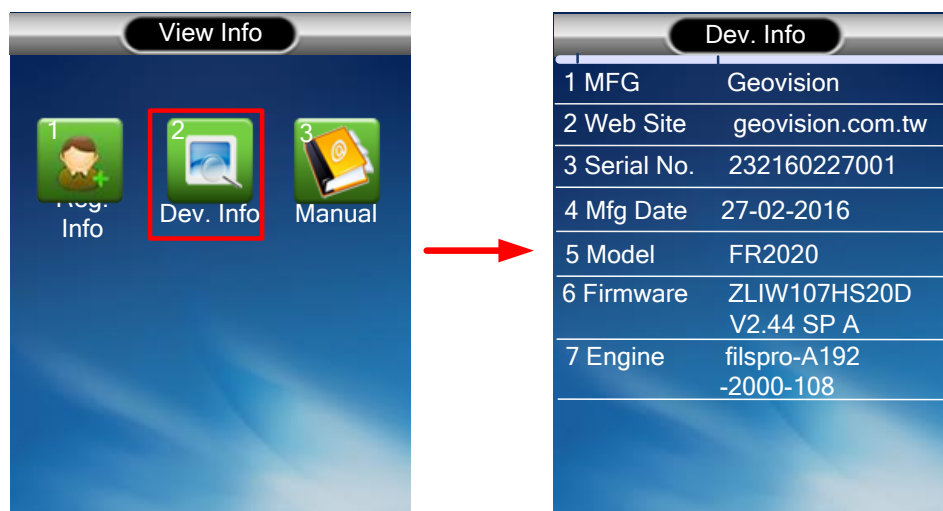 View Info
1
2
3
Reg.
Info
Dev. Info
Manual
Dev. Info
1 MFG Geovision
2 Web Site geovision.com.tw
3 Serial No. 232160227001
4 Mfg Date 27-02-2016
5 Model FR2020
6 Firmware ZLIW107HS20D
V2.44 SP A
7 Engine filspro-A192
-2000-108